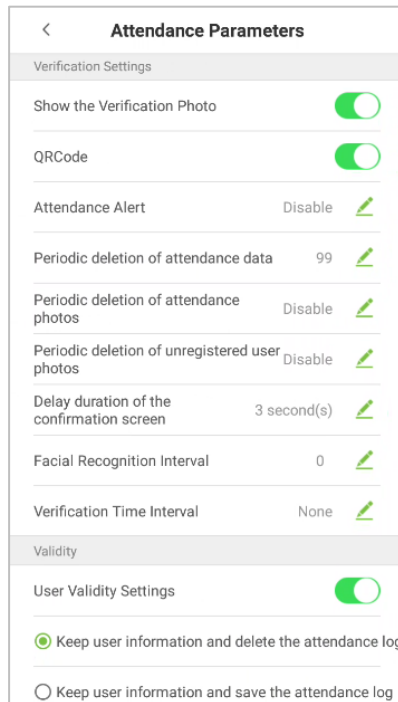 Attendance Parameters
Verification Settings
Show the Verification Photo
QRCode
Attendance Alert Disable
Periodic deletion of attendance data 99
Periodic deletion of attendance
photos Disable
Periodic deletion of unregistered user
photos Disable
Delay duration of the
confirmation screen 3 second(s)
Facial Recognition Interval 0
Verification Time Interval None
Validity
User Validity Settings
Keep user information and delete the attendance log
Keep user information and save the attendance log